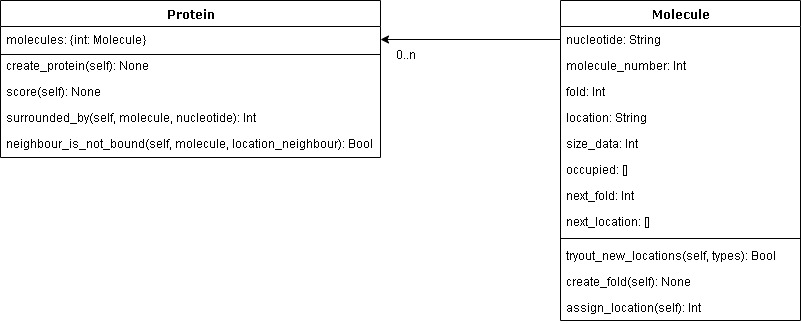 Protein
molecules: {int: Molecule}
create_protein(self): None
score(self): None
surrounded_by(self, molecule, nucleotide): Int
neighbour_is_not_bound(self, molecule, location_neighbour): Bool
0..n
Molecule
nucleotide: String
molecule_number: Int
fold: Int
location: String
size_data: Int
occupied: []
next_fold: Int
next_location: []
tryout_new_locations(self, types): Bool
create_fold(self): None
assign_location(self): Int